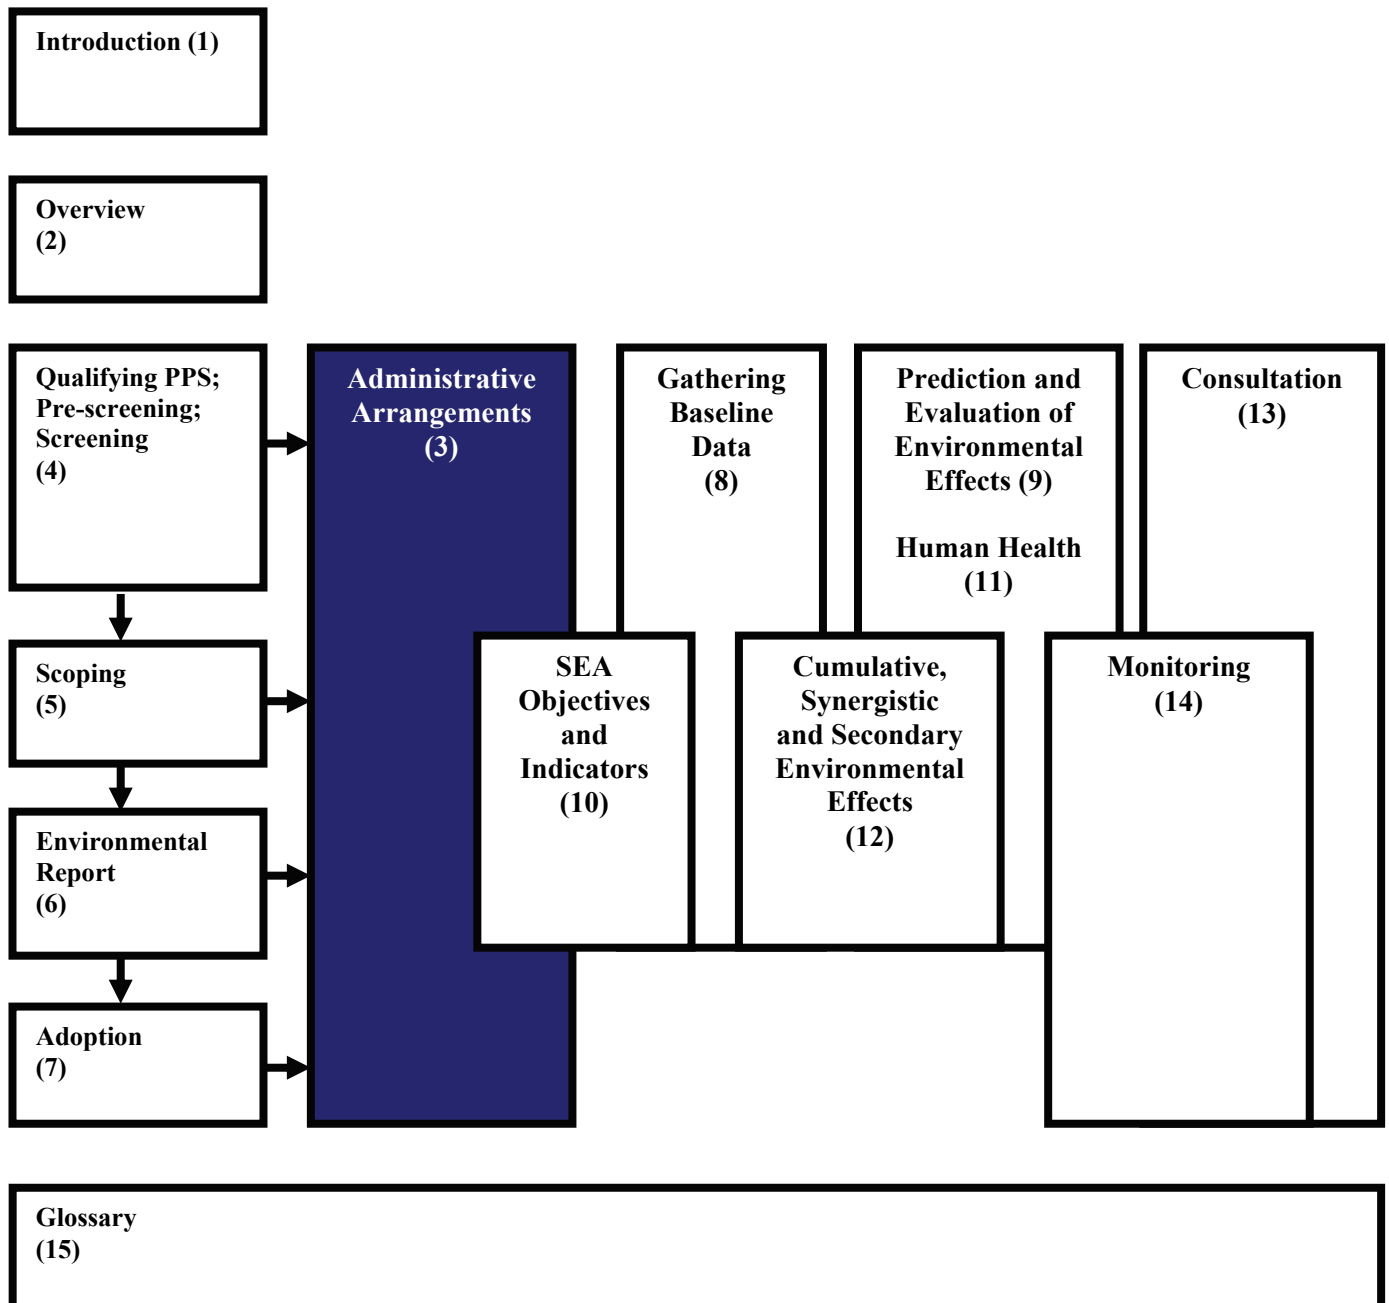 Introduction (1)
Overview
(2)
Qualifying PPS;
Pre-screening;
Screening
(4)
Administrative
Arrangements
(3)
Gathering
Baseline
Data
(8)
Prediction and
Evaluation of
Environmental
Effects (9)
Human Health
(11)
Consultation
(13)
Scoping
(5)
SEA
Objectives
and
Indicators
(10)
Cumulative,
Synergistic
and Secondary
Environmental
Effects
(12)
Monitoring
(14)
Environmental
Report
(6)
Adoption
(7)
Glossary
(15)